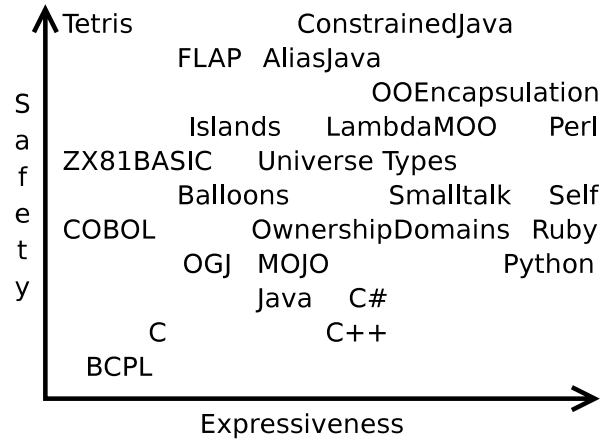 Tetris ConstrainedJava
FLAP AliasJava
OOEncapsulation
Islands LambdaMOO Perl
ZX81BASIC Universe Types
Balloons Smalltalk Self
COBOL OwnershipDomains Ruby
OGJ MOJO Python
Java C#
C C++
BCPL
Safety
Expressiveness